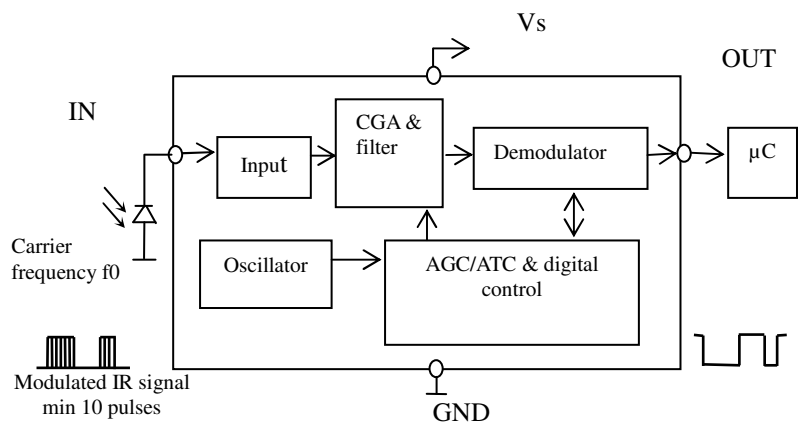 Vs
OUT
IN
CGA &
filter
Input
Demodulator
µC
Carrier
frequency f0
Oscillator
AGC/ATC & digital
control
Modulated IR signal
min 10 pulses
GND